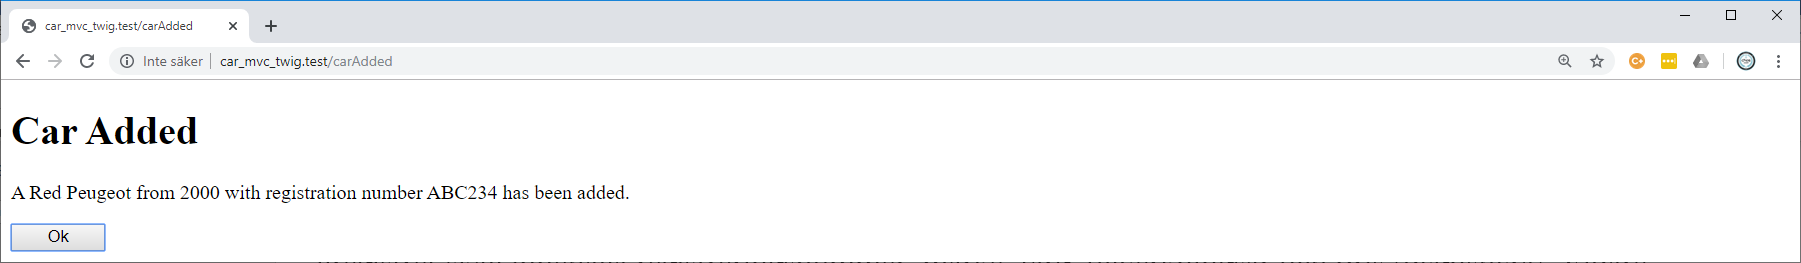 car_mvc_twig.test/carAdded
Inte säker
car_mvc_twig.test/carAdded
Car Added
A Red Peugeot from 2000 with registration number ABC234 has been added.
Ok